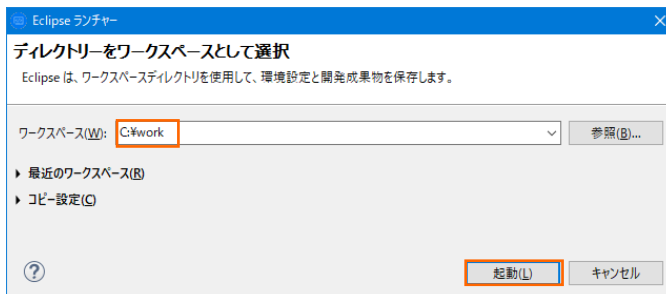 Eclipse ランチャー
ディレクトリーをワークスペースとして選択
Eclipse は、ワークスペースディレクトリを使用して、環境設定と開発成果物を保存します。
ワークスペース(W): C:¥work 参照(B)...
最近のワークスペース(R)
コピー設定(C)
? 起動(L) キャンセル